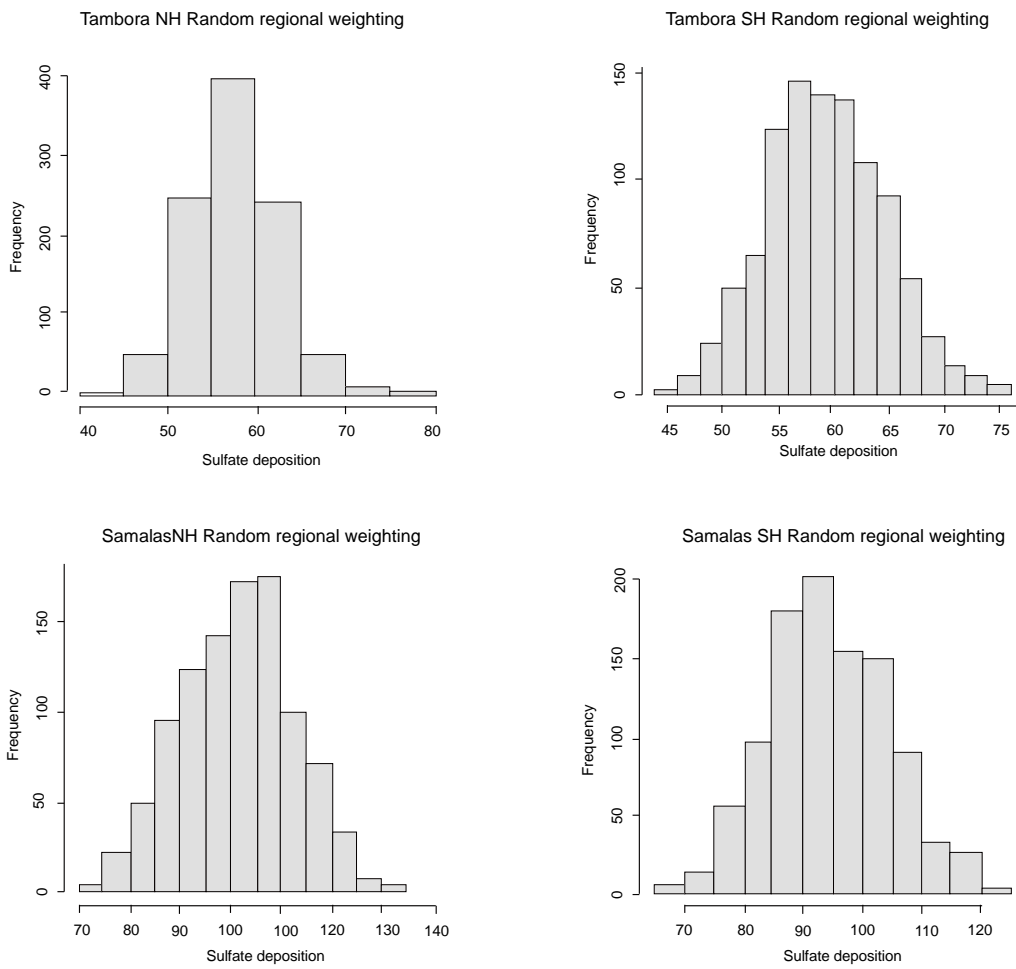 Tambora NH Random regional weighting
Frequency
400
300
200
100
0
40 50 60 70 80
Sulfate deposition
Tambora SH Random regional weighting
Frequency
150
100
50
0
45 50 55 60 65 70 75
Sulfate deposition
SamalasNH Random regional weighting
Frequency
150
100
50
0
70 80 90 100 100 120 130 140
Sulfate deposition
Samalas SH Random regional weighting
Frequency
200
150
100
50
0
70 80 90 100 110 120
Sulfate deposition